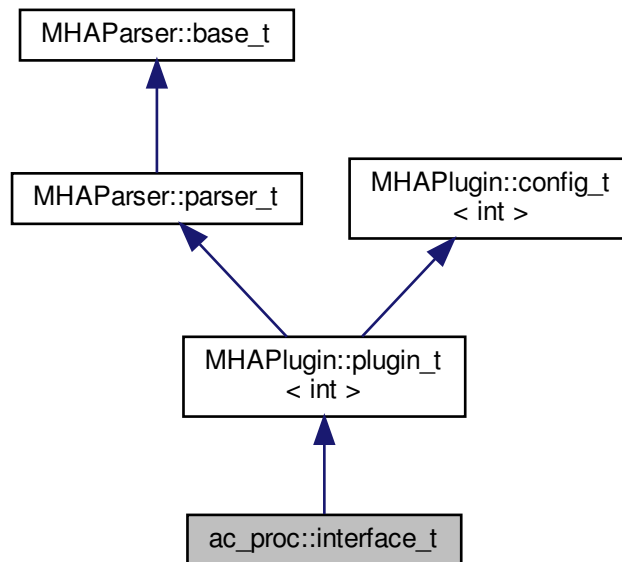 MHAParser::base_t
MHAParser::parser_t
MHAPlugin::config_t
< int >
MHAPlugin::plugin_t
< int >
ac_proc::interface_t